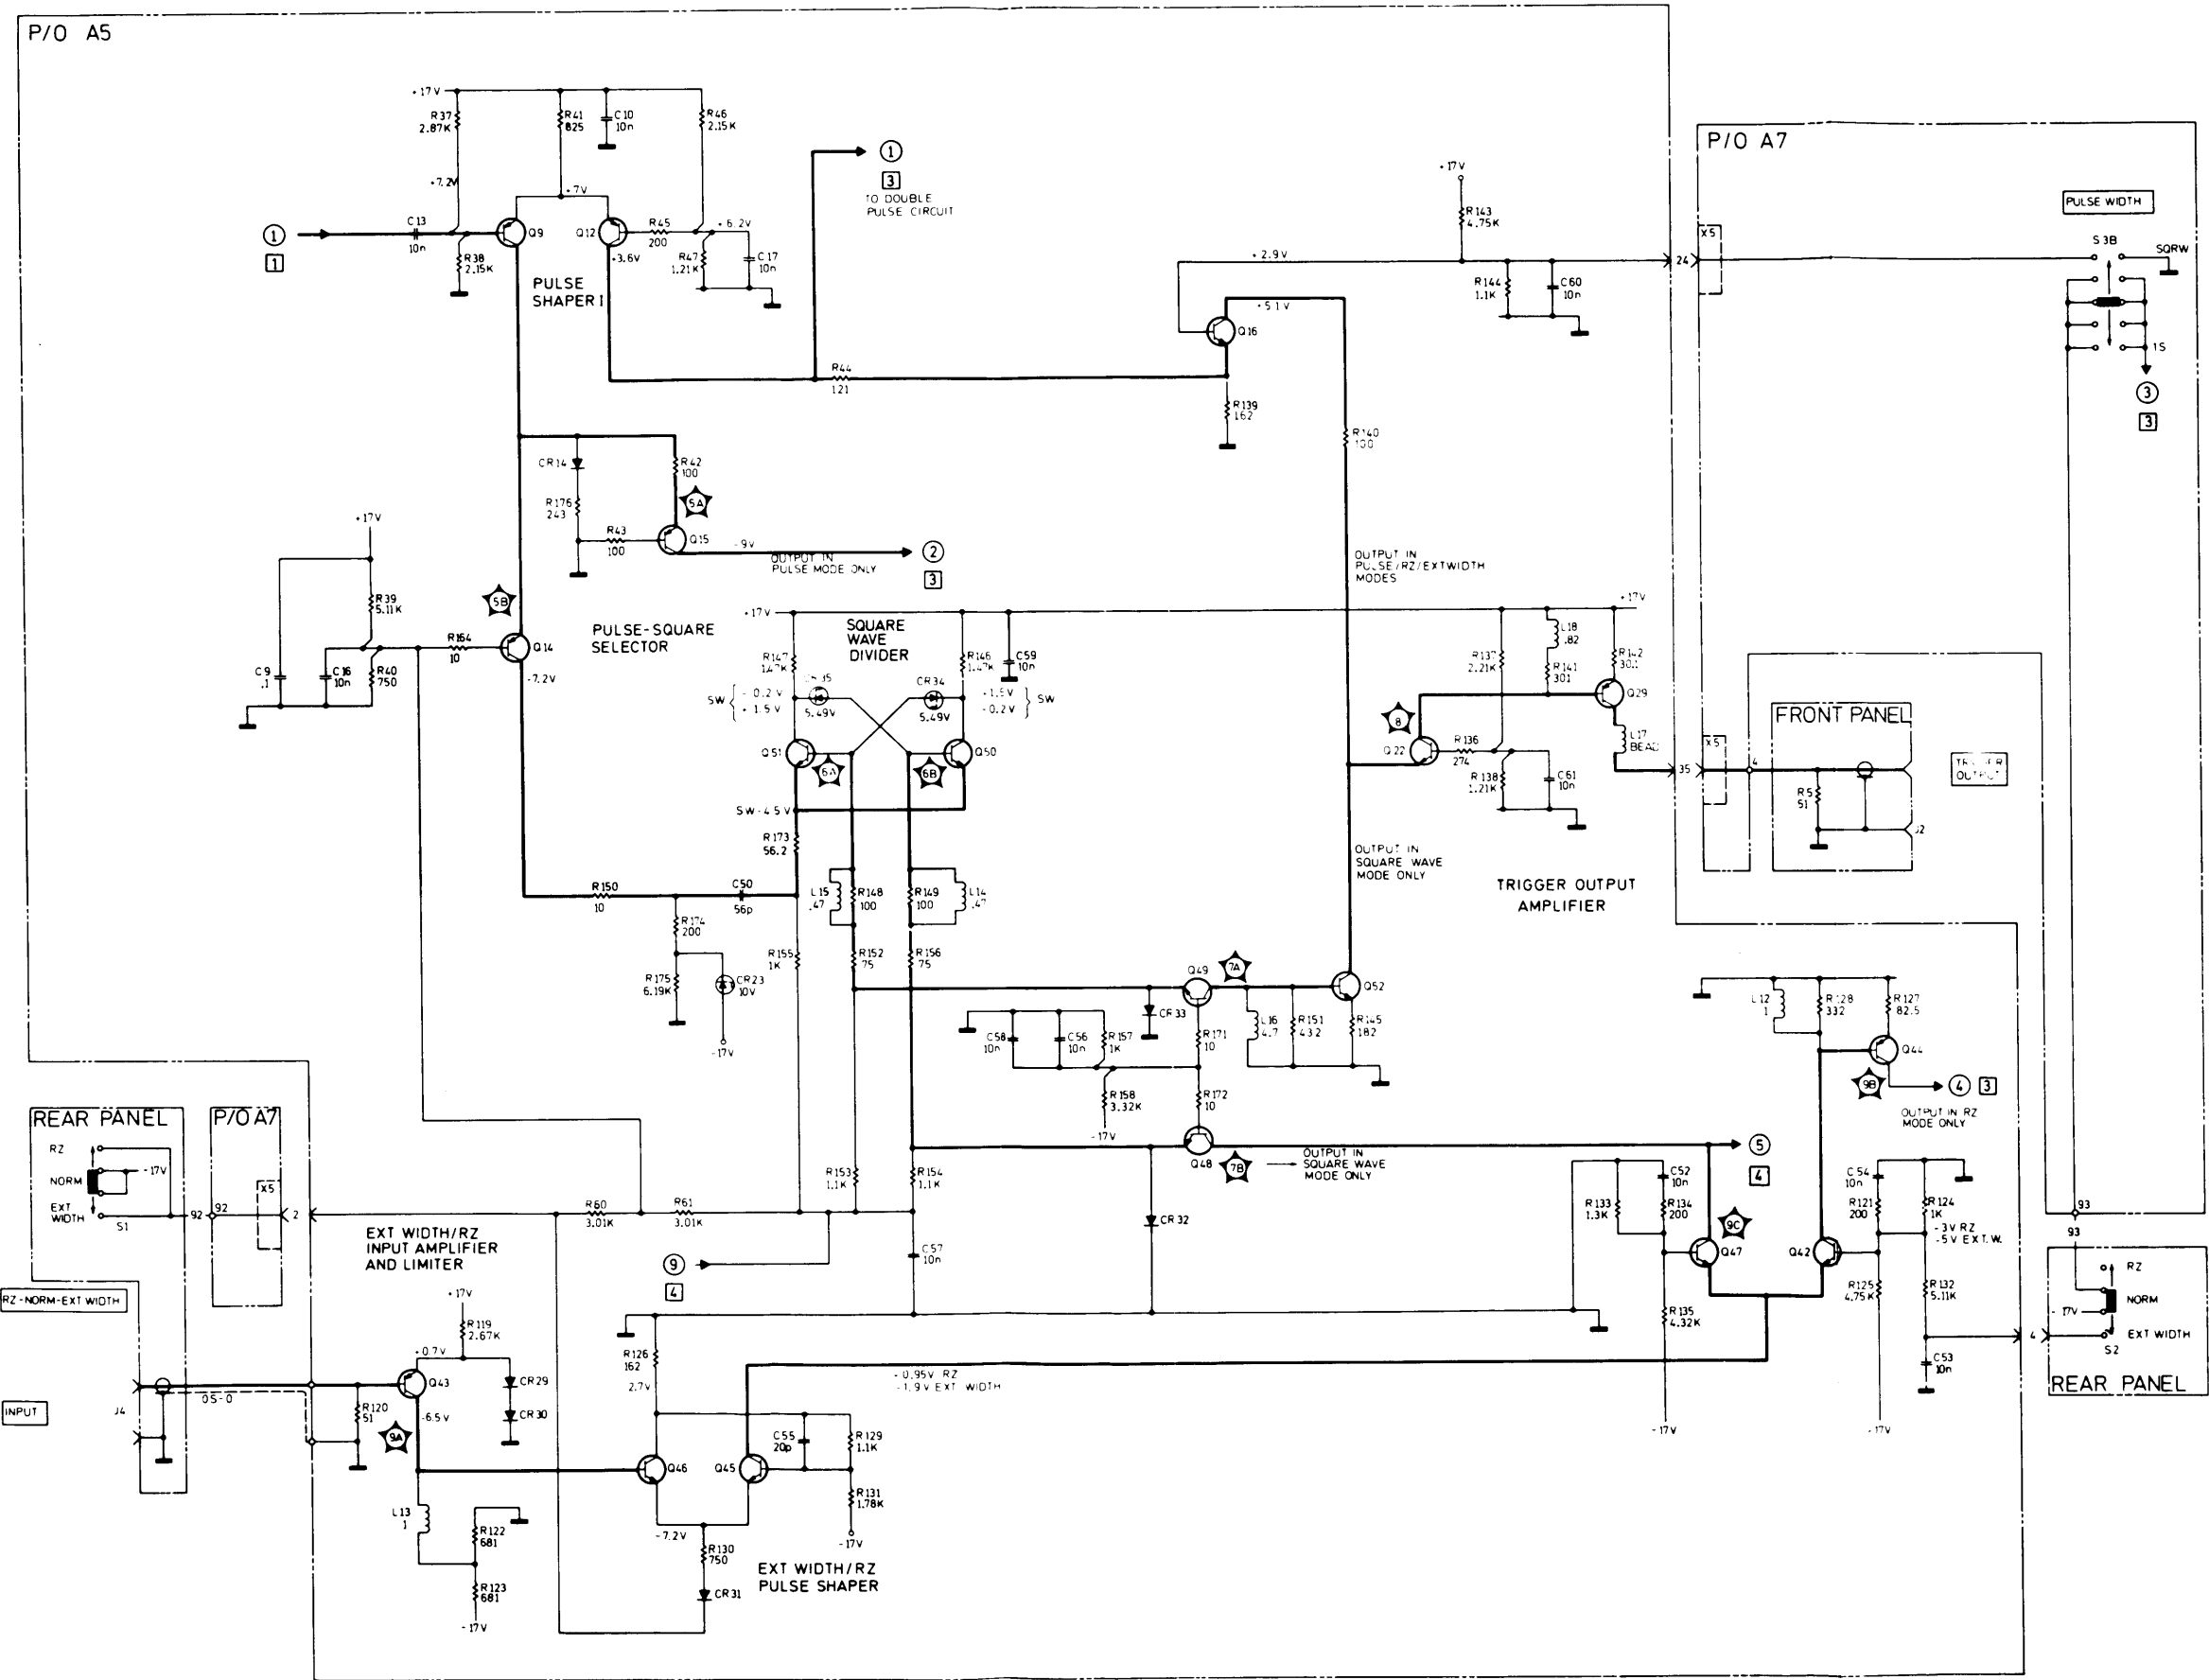 P/O A5
+17V
R37
2.87K
R41
825
C10
10n
R46
2.15K
+7.2V
+7V
1
1
C13
10n
Q9
Q12
R45
200
+6.2V
R38
2.15K
+3.6V
R47
1.21K
C17
10n
PULSE
SHAPER I
1
3
TO DOUBLE
PULSE CIRCUIT
R44
121
+2.9V
+17V
R143
4.75K
R144
1.1K
C60
10n
+5.1V
Q16
R139
162
R140
100
24
P/O A7
X5
PULSE WIDTH
S3B
SQRW
1S
3
3
CR14
R42
100
R176
243
5A
R43
100
Q15
-9V
OUTPUT IN
PULSE MODE ONLY
2
3
+17V
R39
5.11K
5B
R164
10
Q14
C9
.1
C16
10n
R40
750
-7.2V
PULSE-SQUARE
SELECTOR
OUTPUT IN
PULSE/RZ/EXTWIDTH
MODES
+17V
SQUARE
WAVE
DIVIDER
R147
1.47K
R146
1.47K
C59
10n
SW
-0.2V
+1.5V
CR35
5.49V
CR34
5.49V
+1.5V
-0.2V
SW
Q51
6A
6B
Q50
SW-4.5V
R173
56.2
+17V
L18
.82
R137
2.21K
R141
301
R142
30.1
Q29
8
Q22
R136
274
L17
BEAD
R138
1.21K
C61
10n
35
X5
4
FRONT PANEL
R5
51
J2
TRIGGER
OUTPUT
OUTPUT IN
SQUARE WAVE
MODE ONLY
TRIGGER OUTPUT
AMPLIFIER
R150
10
C50
56p
L15
.47
R148
100
R149
100
L14
.47
R174
200
R155
1K
R152
75
R156
75
R175
6.19K
CR23
10V
-17V
Q49
7A
Q52
CR33
C58
10n
C56
10n
R157
1K
R171
10
L16
4.7
R151
432
R145
182
R158
3.32K
R172
10
-17V
Q48
7B
OUTPUT IN
SQUARE WAVE
MODE ONLY
5
4
L12
1
R128
332
R127
82.5
Q44
9B
4
3
OUTPUT IN RZ
MODE ONLY
REAR PANEL
RZ
NORM
EXT
WIDTH
-17V
S1
92
P/O A7
92
X5
2
EXT WIDTH/RZ
INPUT AMPLIFIER
AND LIMITER
R60
3.01K
R61
3.01K
R153
1.1K
R154
1.1K
9
4
C57
10n
CR32
R133
1.3K
C52
10n
R134
200
9C
Q47
Q42
C54
10n
R121
200
R124
1K
-3V RZ
-5V EXT.W.
R125
4.75K
R132
5.11K
R135
4.32K
C53
10n
-17V
-17V
93
93
4
RZ
-17V
NORM
EXT WIDTH
S2
REAR PANEL
RZ-NORM-EXT WIDTH
+17V
R119
2.67K
+0.7V
Q43
CR29
CR30
INPUT
J4
0S-0
R120
51
9A
-6.5V
R126
162
2.7V
-0.95V RZ
-1.9V EXT WIDTH
C55
20p
R129
1.1K
Q46
Q45
R131
1.78K
-17V
L13
1
R122
681
R123
681
-17V
-7.2V
R130
750
CR31
EXT WIDTH/RZ
PULSE SHAPER